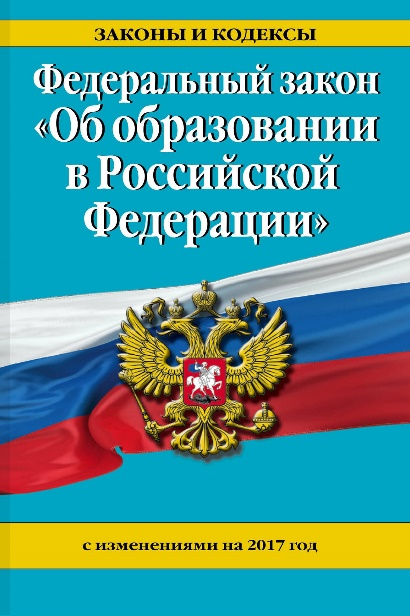 ЗАКОНЫ И КОДЕКСЫ
Федеральный закон
«Об образовании
в Российской
Федерации»
с изменениями на 2017 год